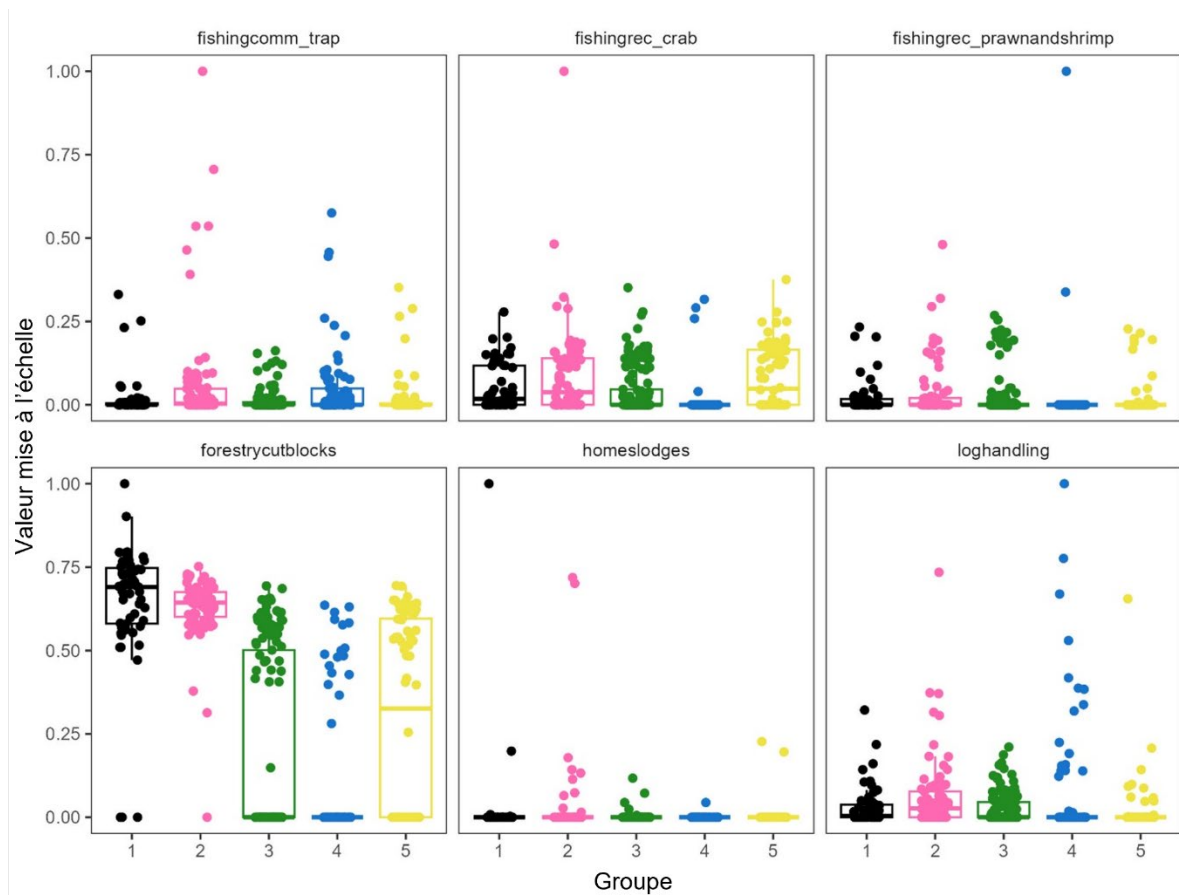 fishingcomm_trap fishingrec_crab fishingrec_prawnandshrimp
1.00
0.75
0.50
0.25
0.00
forestrycutblocks homeslodges loghandling
1.00
0.75
0.50
0.25
0.00
Valeur mise à l'échelle
1 2 3 4 5 1 2 3 4 5 1 2 3 4 5
Groupe